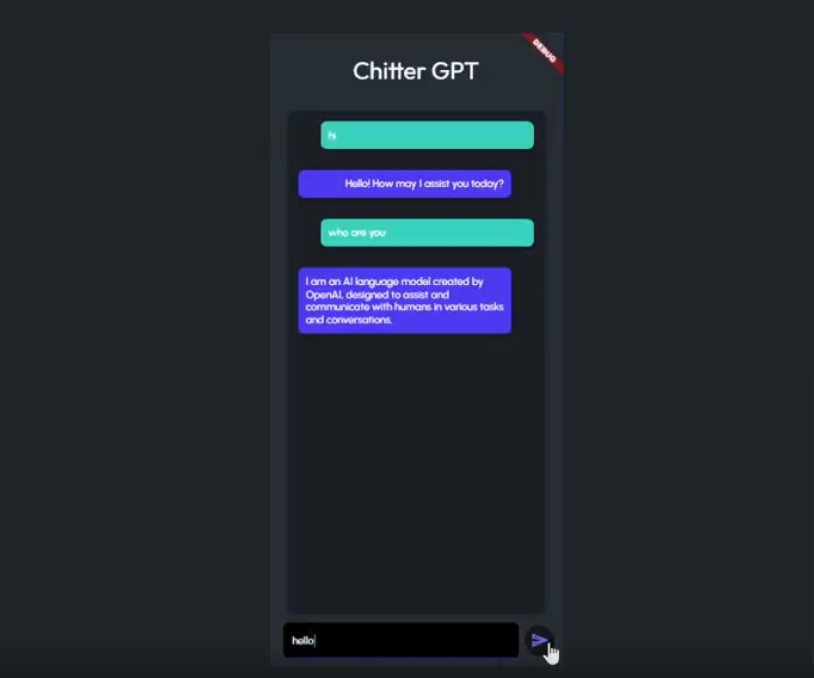 DEBUG
Chitter GPT
hi
Hello! How may I assist you today?
who are you
I am an AI language model created by
OpenAI, designed to assist and
communicate with humans in various tasks
and conversations.
hello